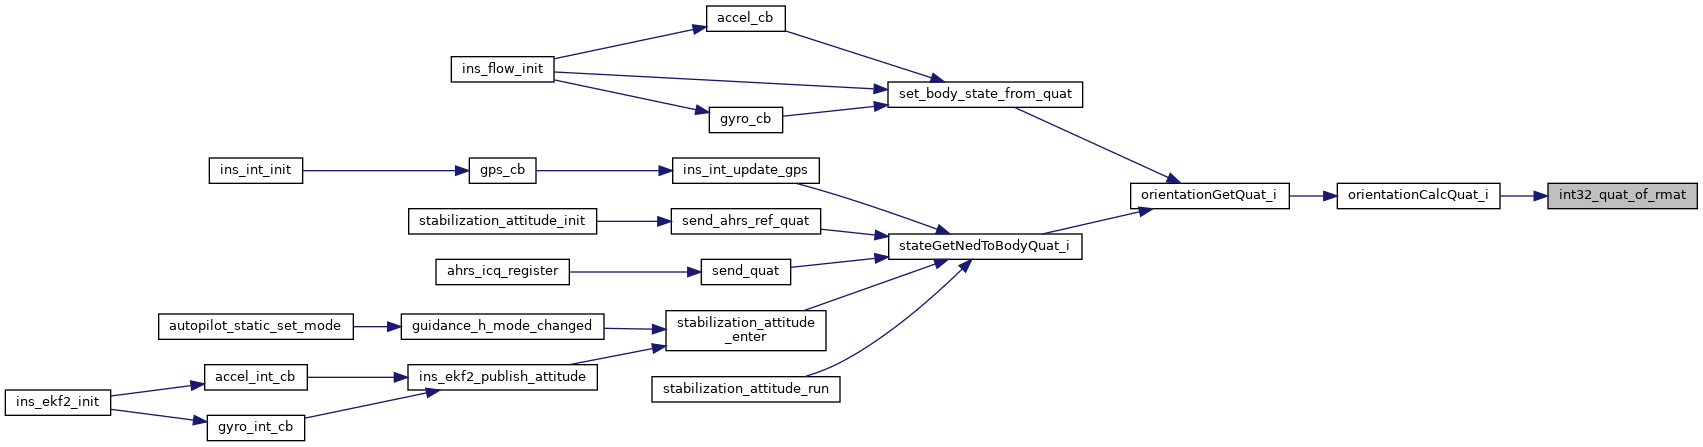 accel_cb
ins_flow_init
set_body_state_from_quat
gyro_cb
ins_int_init
gps_cb
ins_int_update_gps
orientationGetQuat_i
orientationCalcQuat_i
int32_quat_of_rmat
stabilization_attitude_init
send_ahrs_ref_quat
stateGetNedToBodyQuat_i
ahrs_icq_register
send_quat
autopilot_static_set_mode
guidance_h_mode_changed
stabilization_attitude
_enter
accel_int_cb
ins_ekf2_publish_attitude
stabilization_attitude_run
ins_ekf2_init
gyro_int_cb